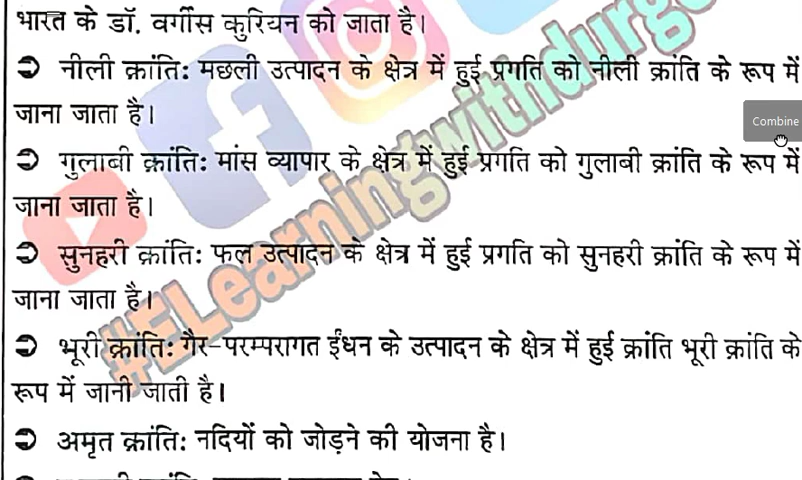 भारत के डॉ. वर्गीस कुरियन को जाता है।
➲ नीली क्रांति: मछली उत्पादन के क्षेत्र में हुई प्रगति को नीली क्रांति के रूप में
जाना जाता है।
Combine
➲ गुलाबी क्रांति: मांस व्यापार के क्षेत्र में हुई प्रगति को गुलाबी क्रांति के रूप में
जाना जाता है।
➲ सुनहरी क्रांति: फल उत्पादन के क्षेत्र में हुई प्रगति को सुनहरी क्रांति के रूप में
जाना जाता है।
➲ भूरी क्रांति: गैर-परम्परागत ईंधन के उत्पादन के क्षेत्र में हुई क्रांति भूरी क्रांति के
रूप में जानी जाती है।
➲ अमृत क्रांति: नदियों को जोड़ने की योजना है।
#ELearningwithdurg